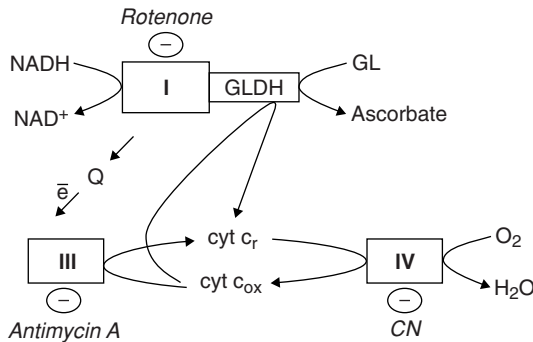 Rotenone
−
NADH
I
GLDH
GL
NAD⁺
Ascorbate
e̅
Q
III
cyt cᵣ
cyt cₒₓ
IV
O₂
H₂O
−
−
Antimycin A
CN